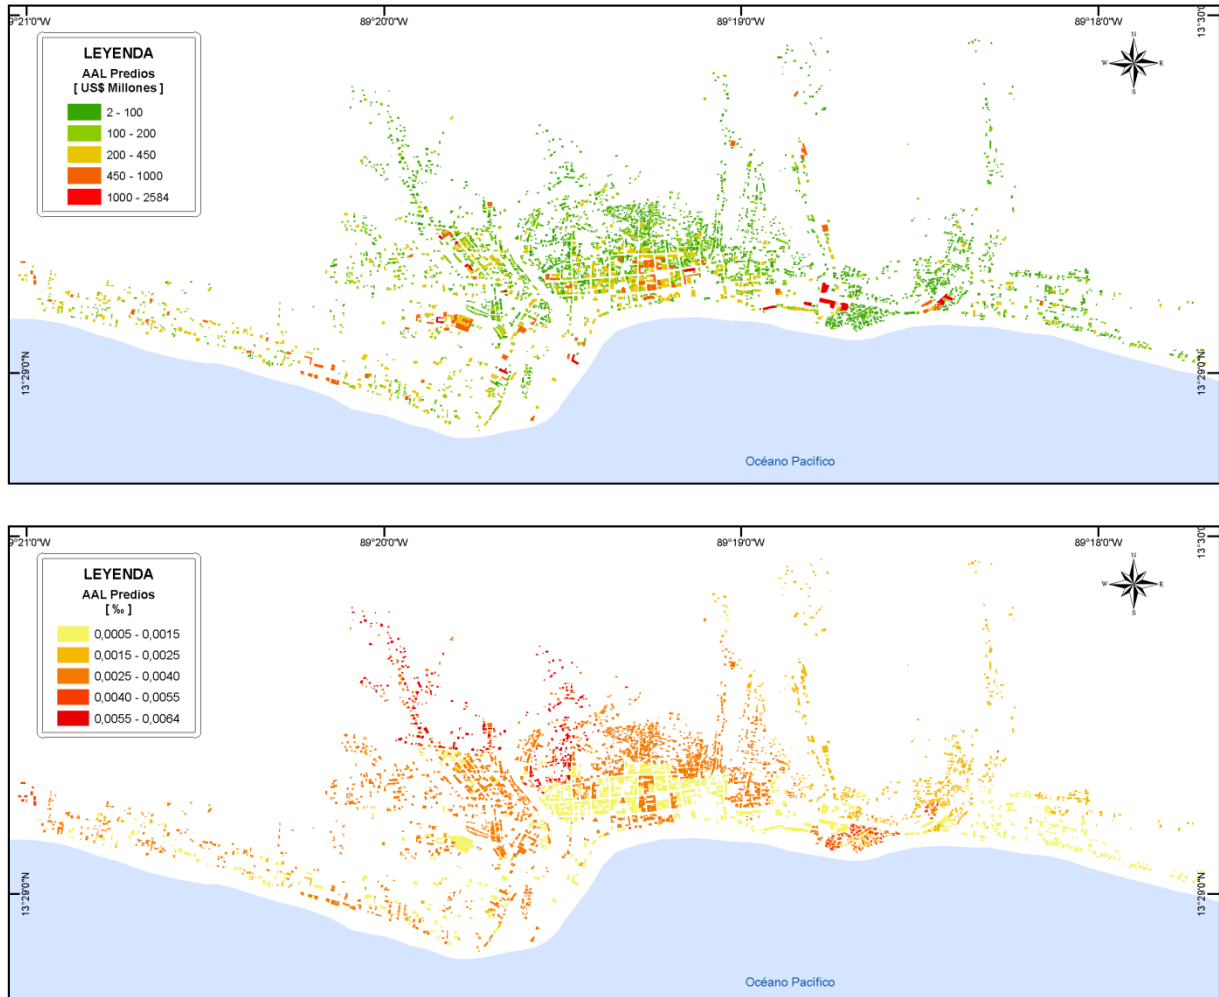 9°21'0"W
89°20'0"W
89°19'0"W
89°18'0"W
13°30'
LEYENDA
AAL Predios
[ US$ Millones ]
2 - 100
100 - 200
200 - 450
450 - 1000
1000 - 2584
N
W
E
S
13°29'0"N
13°29'0"N
Océano Pacífico
9°21'0"W
89°20'0"W
89°19'0"W
89°18'0"W
13°30'
LEYENDA
AAL Predios
[ ‰ ]
0,0005 - 0,0015
0,0015 - 0,0025
0,0025 - 0,0040
0,0040 - 0,0055
0,0055 - 0,0064
N
W
E
S
13°29'0"N
13°29'0"N
Océano Pacífico